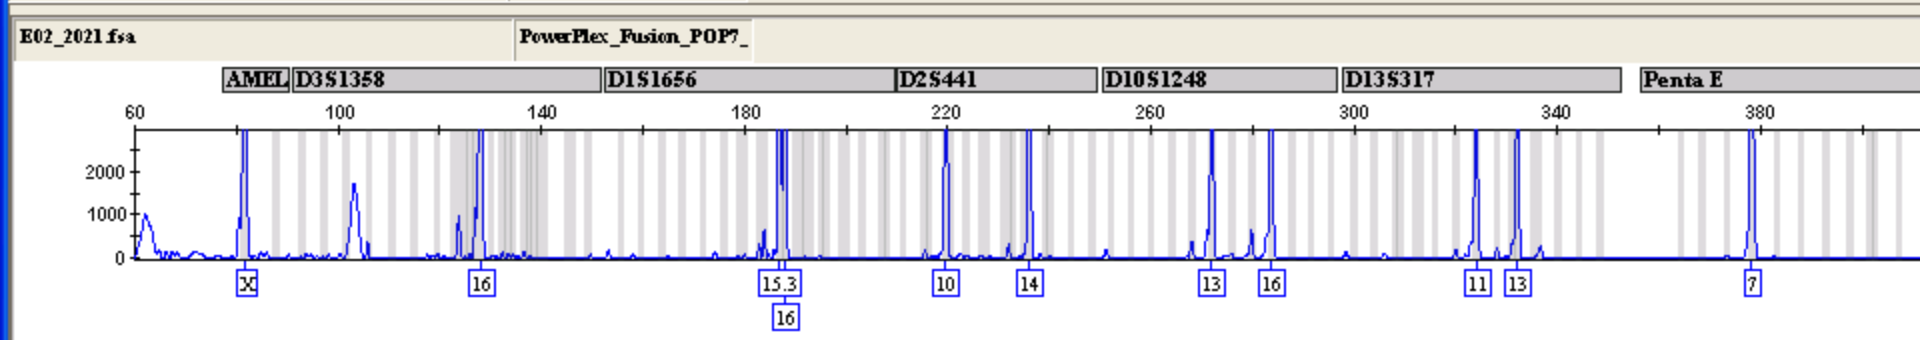 E02_2021.fsa PowerPlex_Fusion_POP7_
AMEL D3S1358 D1S1656 D2S441 D10S1248 D13S317 Penta E
60 100 140 180 220 260 300 340 380
2000
1000
0
X 16 15.3 10 14 13 16 11 13 7
16